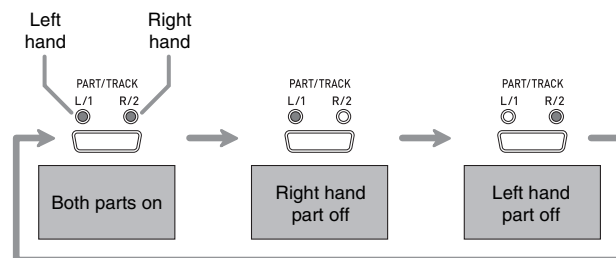 Left
hand
Right
hand
PART/TRACK
L/1 R/2
Both parts on
PART/TRACK
L/1 R/2
Right hand
part off
PART/TRACK
L/1 R/2
Left hand
part off